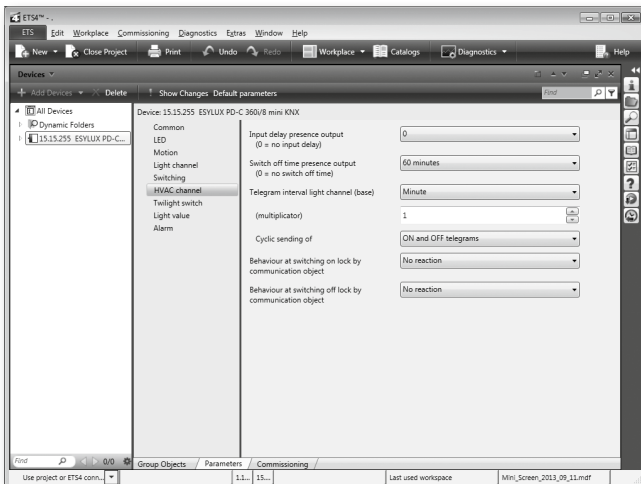 ETS4™ - .
ETS Edit Workplace Commissioning Diagnostics Extras Window Help
New Close Project Print Undo Redo Workplace Catalogs Diagnostics Help
Devices
Add Devices Delete ! Show Changes Default parameters Find
All Devices
Dynamic Folders
15.15.255 ESYLUX PD-C...
Device: 15.15.255 ESYLUX PD-C 360i/8 mini KNX
Common
LED
Motion
Light channel
Switching
HVAC channel
Twilight switch
Light value
Alarm
Input delay presence output
(0 = no input delay)
0
Switch off time presence output
(0 = no switch off time)
60 minutes
Telegram interval light channel (base)
Minute
(multiplicator)
1
Cyclic sending of
ON and OFF telegrams
Behaviour at switching on lock by
communication object
No reaction
Behaviour at switching off lock by
communication object
No reaction
Find 0/0
Group Objects Parameters Commissioning
Use project or ETS4 conn... 1.1... 15... Last used workspace Mini_Screen_2013_09_11.mdf